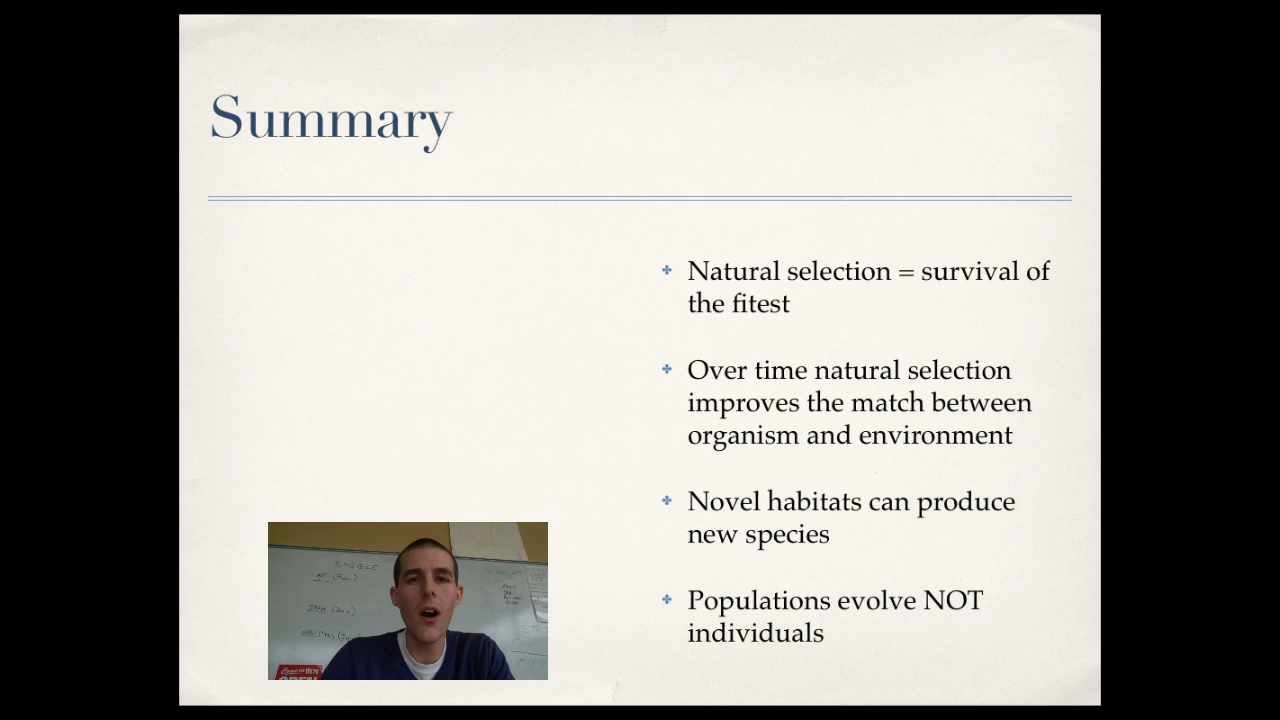 Summary
Natural selection = survival of
the fitest
Over time natural selection
improves the match between
organism and environment
Novel habitats can produce
new species
Populations evolve NOT
individuals